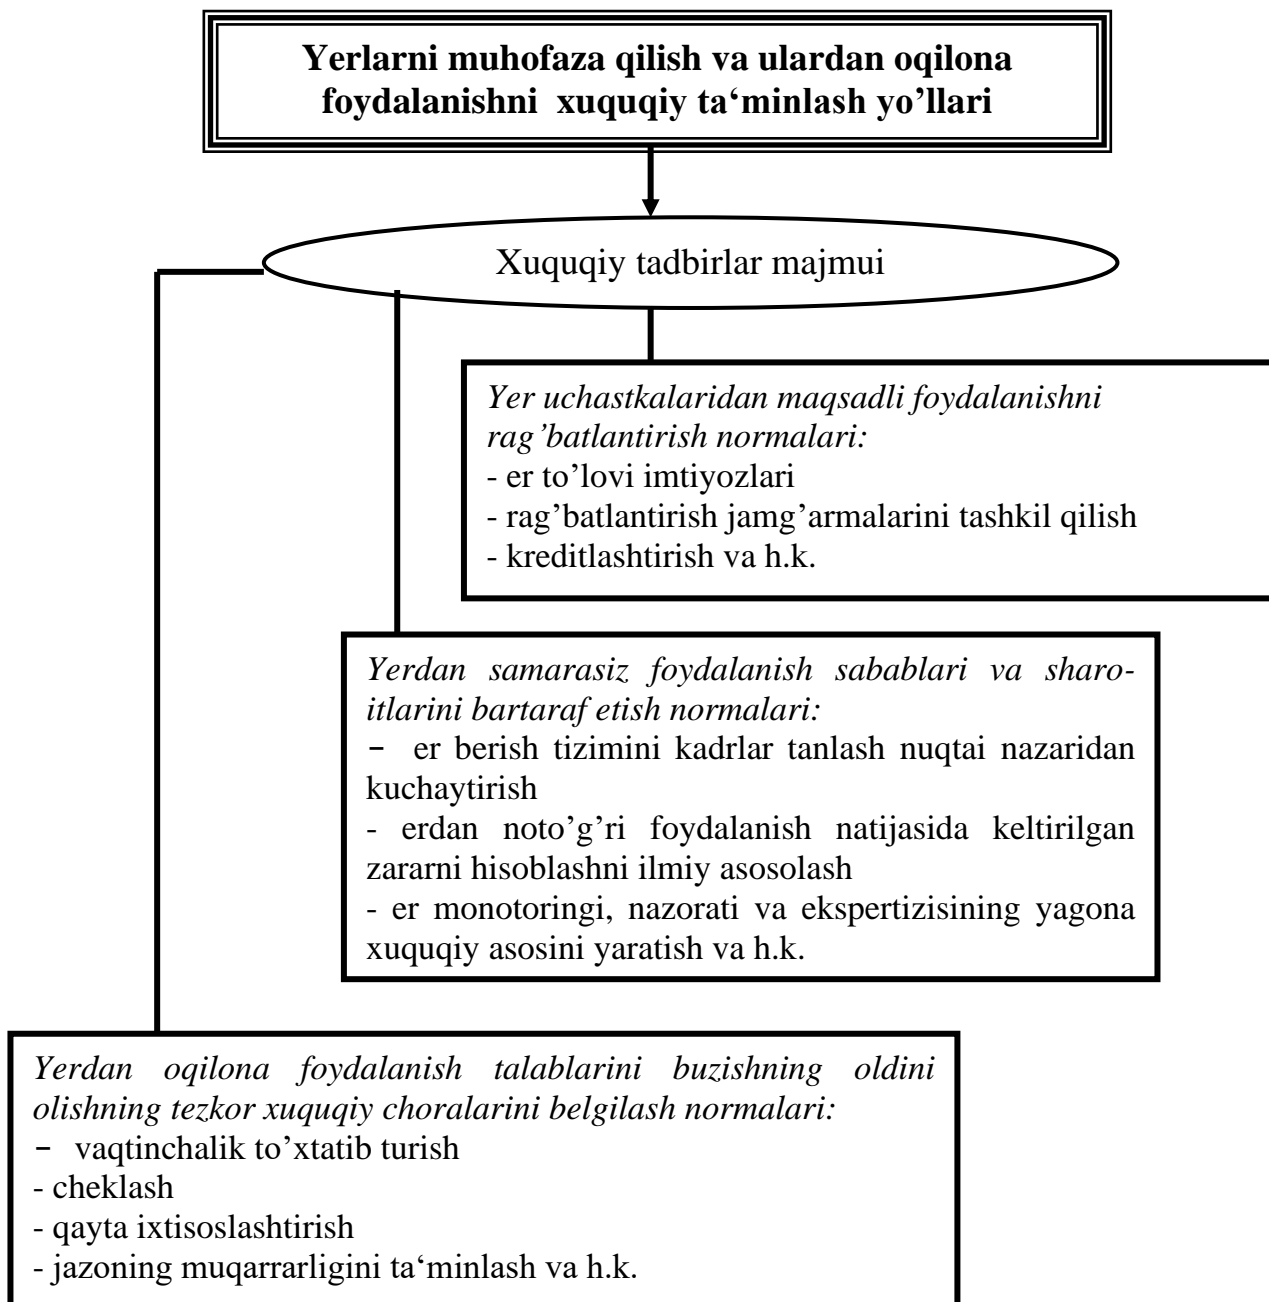 Yerlarni muhofaza qilish va ulardan oqilona
foydalanishni xuquqiy ta‘minlash yo’llari
Xuquqiy tadbirlar majmui
Yer uchastkalaridan maqsadli foydalanishni
rag’batlantirish normalari:
- er to’lovi imtiyozlari
- rag’batlantirish jamg’armalarini tashkil qilish
- kreditlashtirish va h.k.
Yerdan samarasiz foydalanish sabablari va sharo-
itlarini bartaraf etish normalari:
- er berish tizimini kadrlar tanlash nuqtai nazaridan
kuchaytirish
- erdan noto’g’ri foydalanish natijasida keltirilgan
zararni hisoblashni ilmiy asosolash
- er monotoringi, nazorati va ekspertizisining yagona
xuquqiy asosini yaratish va h.k.
Yerdan oqilona foydalanish talablarini buzishning oldini
olishning tezkor xuquqiy choralarini belgilash normalari:
- vaqtinchalik to’xtatib turish
- cheklash
- qayta ixtisoslashtirish
- jazoning muqarrarligini ta‘minlash va h.k.